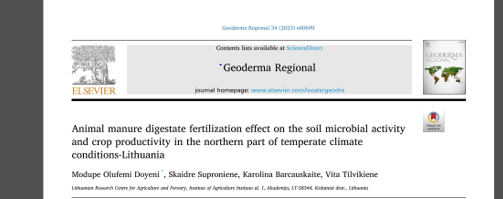 Geoderma Regional 34 (2023) e00699
Contents lists available at ScienceDirect
Geoderma Regional
journal homepage: www.elsevier.com/locate/geodrs
ELSEVIER
GEODERMA
REGIONAL
Animal manure digestate fertilization effect on the soil microbial activity
and crop productivity in the northern part of temperate climate
conditions-Lithuania
Modupe Olufemi Doyeni *, Skaidre Suproniene, Karolina Barcauskaite, Vita Tilvikiene
Lithuanian Research Centre for Agriculture and Forestry, Institute of Agriculture Instituto al. 1, Akademija, LT-58344, Kedainiai distr., Lithuania